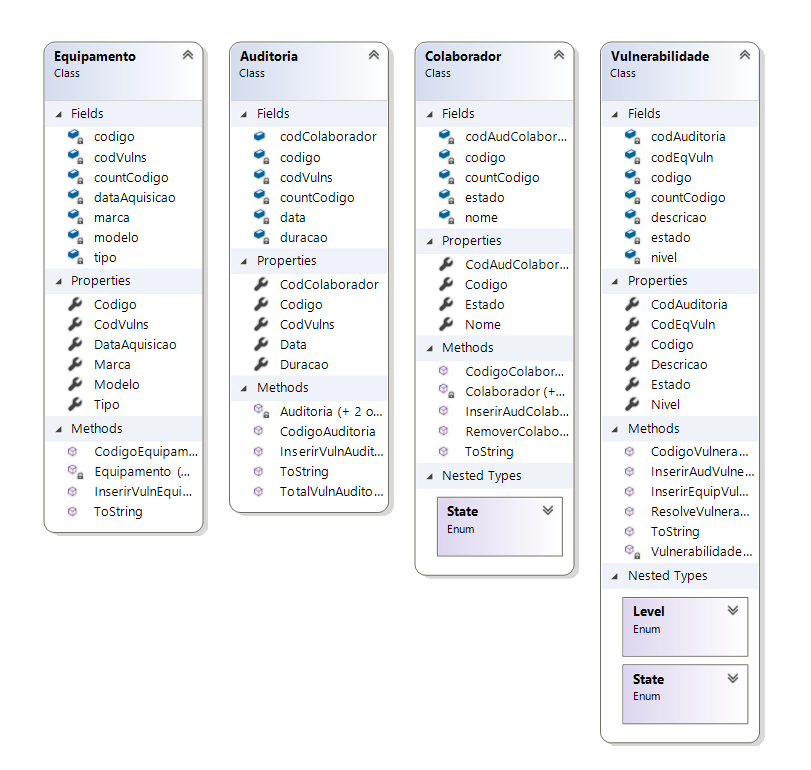 Equipamento
Class
Fields
codigo
codVulns
countCodigo
dataAquisicao
marca
modelo
tipo
Properties
Codigo
CodVulns
DataAquisicao
Marca
Modelo
Tipo
Methods
CodigoEquipam...
Equipamento (...
InserirVulnEqui...
ToString
Auditoria
Class
Fields
codColaborador
codigo
codVulns
countCodigo
data
duracao
Properties
CodColaborador
Codigo
CodVulns
Data
Duracao
Methods
Auditoria (+ 2 o...
CodigoAuditoria
InserirVulnAudit...
ToString
TotalVulnAudito...
Colaborador
Class
Fields
codAudColabor...
codigo
countCodigo
estado
nome
Properties
CodAudColabor...
Codigo
Estado
Nome
Methods
CodigoColabor...
Colaborador (+...
InserirAudColab...
RemoverColabo...
ToString
Nested Types
State
Enum
Vulnerabilidade
Class
Fields
codAuditoria
codEqVuln
codigo
countCodigo
descricao
estado
nivel
Properties
CodAuditoria
CodEqVuln
Codigo
Descricao
Estado
Nivel
Methods
CodigoVulnera...
InserirAudVulne...
InserirEquipVul...
ResolveVulnera...
ToString
Vulnerabilidade...
Nested Types
Level
Enum
State
Enum